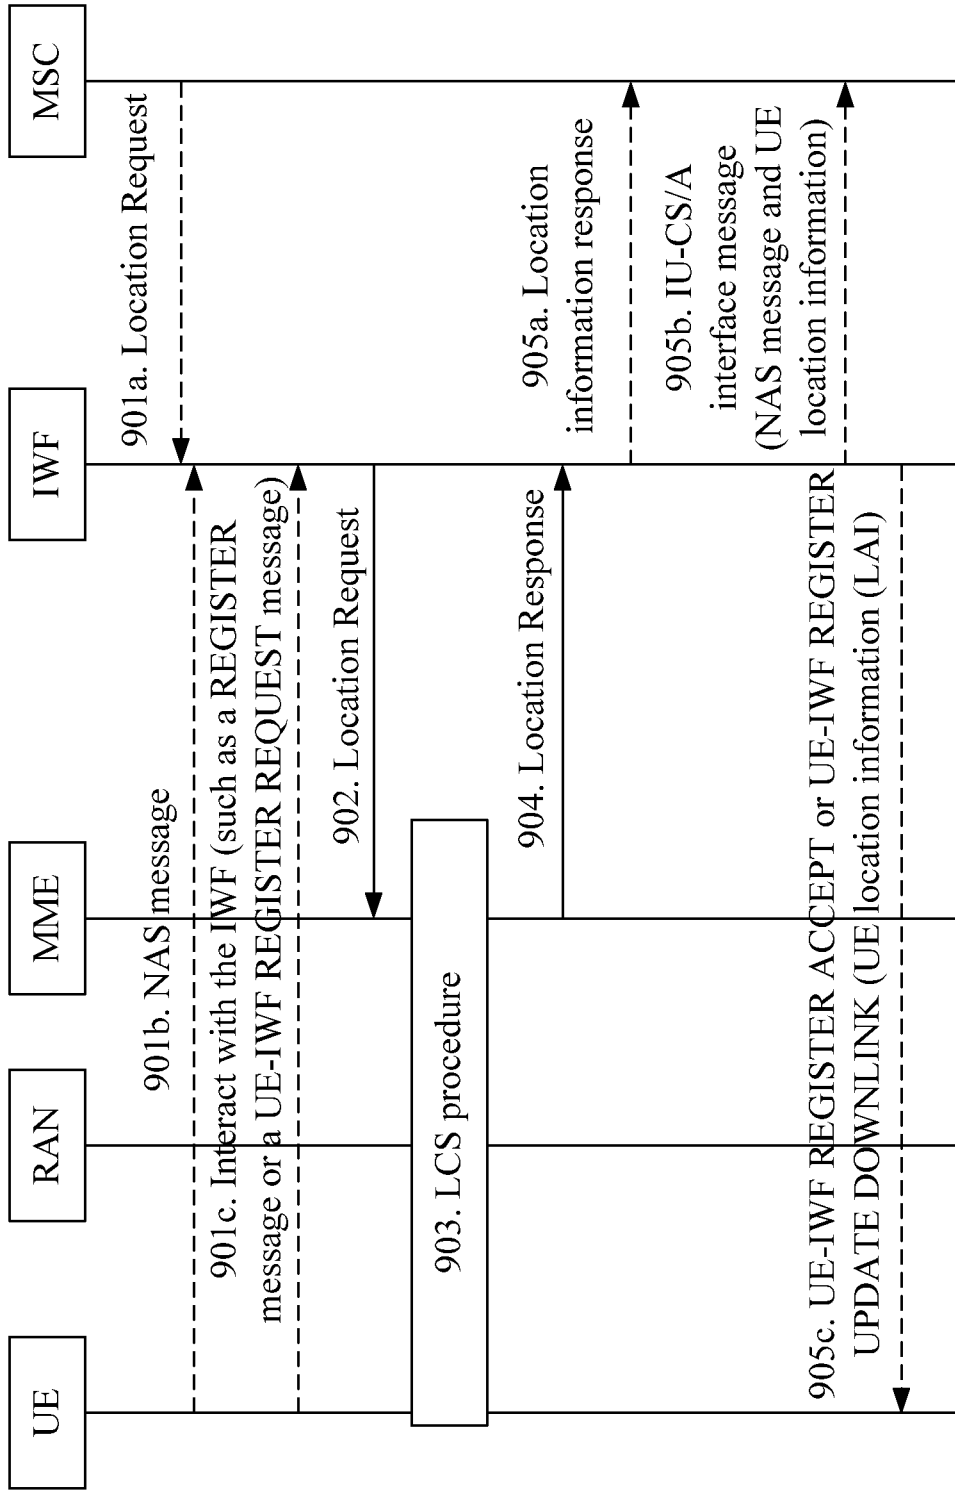 UE
RAN
MME
IWF
MSC
901a. Location Request
901b. NAS message
901c. Interact with the IWF (such as a REGISTER
message or a UE-IWF REGISTER REQUEST message)
902. Location Request
903. LCS procedure
904. Location Response
905a. Location
information response
905b. IU-CS/A
interface message
(NAS message and UE
location information)
905c. UE-IWF REGISTER ACCEPT or UE-IWF REGISTER
UPDATE DOWNLINK (UE location information (LAI)